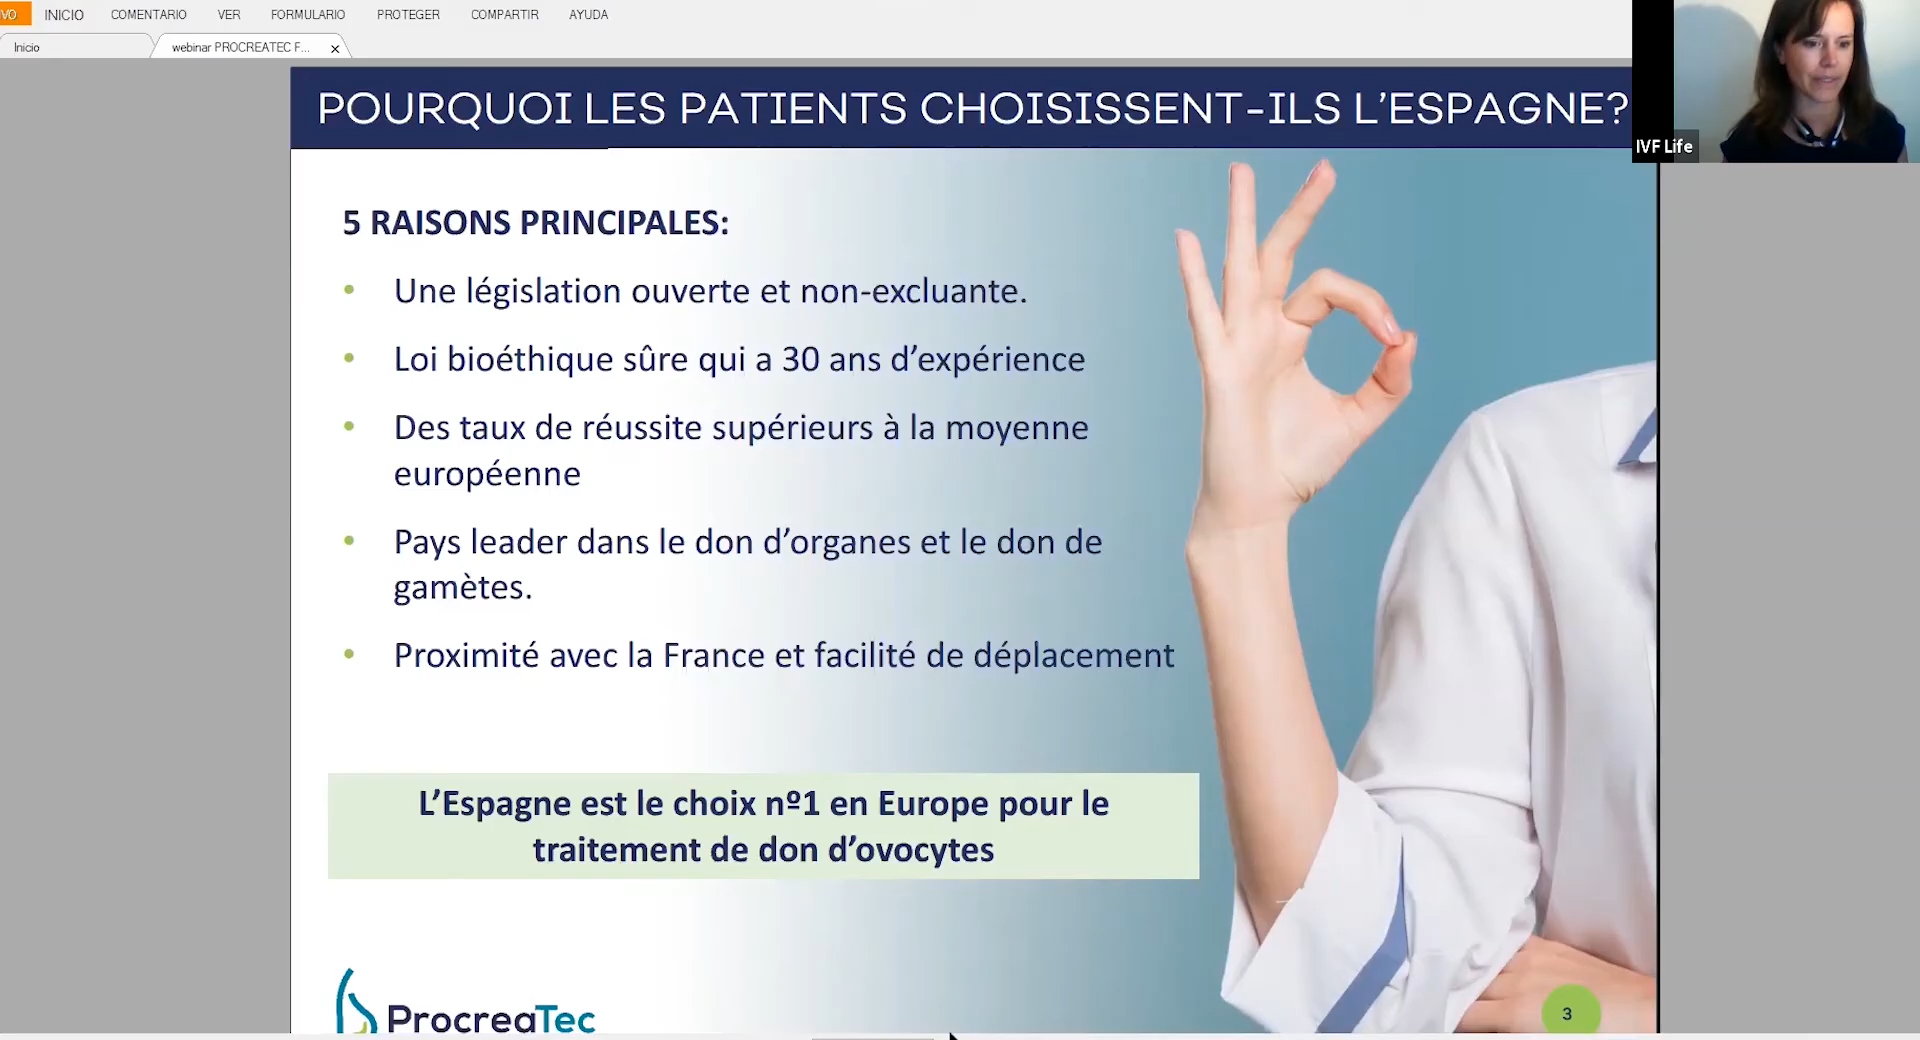 VO INICIO COMENTARIO VER FORMULARIO PROTEGER COMPARTIR AYUDA
Inicio
webinar PROCREATEC F... ×
POURQUOI LES PATIENTS CHOISISSENT-ILS L'ESPAGNE?
IVF Life
5 RAISONS PRINCIPALES:
• Une législation ouverte et non-excluante.
• Loi bioéthique sûre qui a 30 ans d'expérience
• Des taux de réussite supérieurs à la moyenne
européenne
• Pays leader dans le don d'organes et le don de
gamètes.
• Proximité avec la France et facilité de déplacement
L'Espagne est le choix nº1 en Europe pour le
traitement de don d'ovocytes
ProcreaTec
3